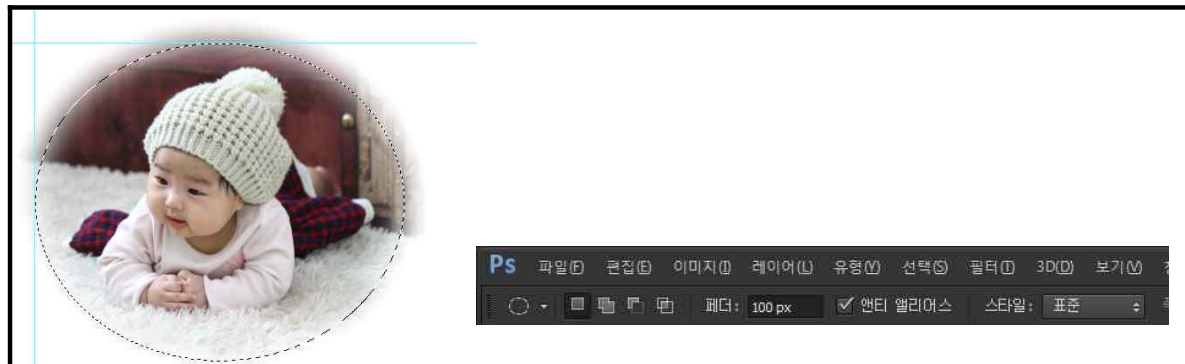 Ps 파일(F) 편집(E) 이미지(I) 레이어(L) 유형(Y) 선택(S) 필터(T) 3D(D) 보기(V)
페더: 100 px 앤티 앨리어스 스타일: 표준